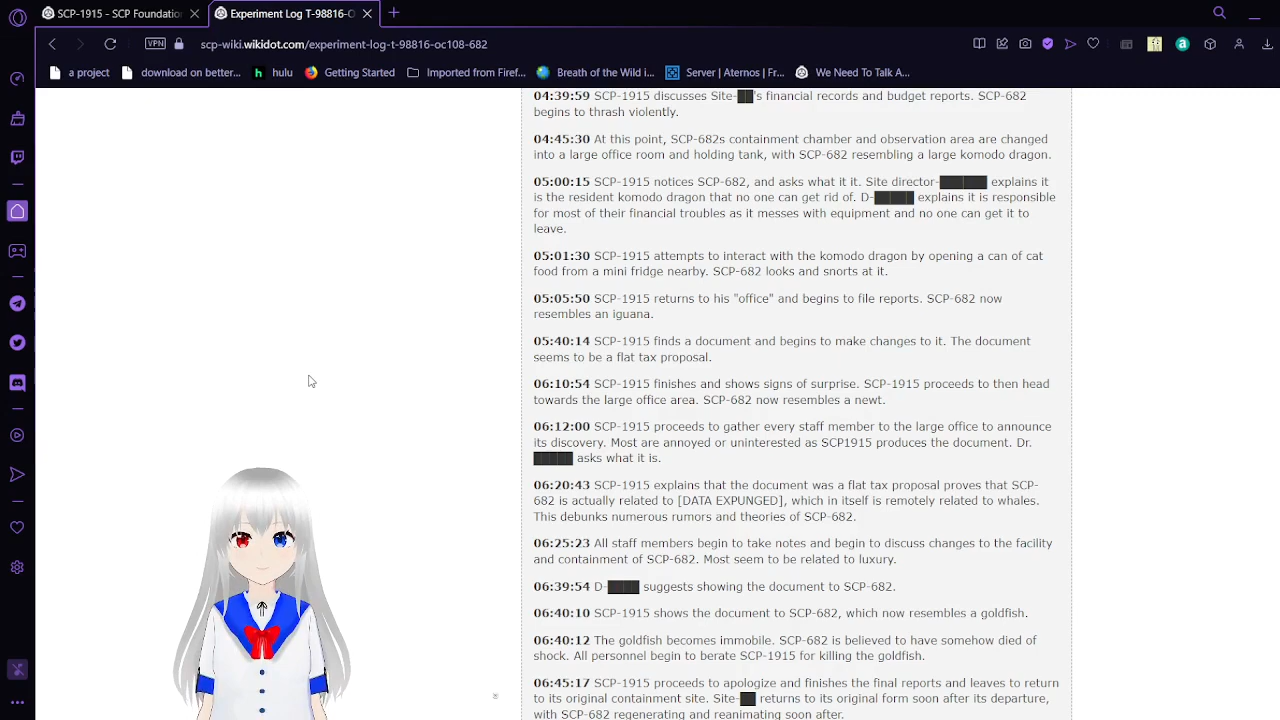 SCP-1915 - SCP Foundatio
Experiment Log T-98816-O
VPN
scp-wiki.wikidot.com/experiment-log-t-98816-oc108-682
a project
download on better...
hulu
Getting Started
Imported from Firef...
Breath of the Wild i...
Server | Aternos | Fr...
We Need To Talk A...
04:39:59 SCP-1915 discusses Site-██'s financial records and budget reports. SCP-682
begins to thrash violently.
04:45:30 At this point, SCP-682s containment chamber and observation area are changed
into a large office room and holding tank, with SCP-682 resembling a large komodo dragon.
05:00:15 SCP-1915 notices SCP-682, and asks what it it. Site director-██████ explains it
is the resident komodo dragon that no one can get rid of. D-█████ explains it is responsible
for most of their financial troubles as it messes with equipment and no one can get it to
leave.
05:01:30 SCP-1915 attempts to interact with the komodo dragon by opening a can of cat
food from a mini fridge nearby. SCP-682 looks and snorts at it.
05:05:50 SCP-1915 returns to his "office" and begins to file reports. SCP-682 now
resembles an iguana.
05:40:14 SCP-1915 finds a document and begins to make changes to it. The document
seems to be a flat tax proposal.
06:10:54 SCP-1915 finishes and shows signs of surprise. SCP-1915 proceeds to then head
towards the large office area. SCP-682 now resembles a newt.
06:12:00 SCP-1915 proceeds to gather every staff member to the large office to announce
its discovery. Most are annoyed or uninterested as SCP1915 produces the document. Dr.
█████ asks what it is.
06:20:43 SCP-1915 explains that the document was a flat tax proposal proves that SCP-
682 is actually related to [DATA EXPUNGED], which in itself is remotely related to whales.
This debunks numerous rumors and theories of SCP-682.
06:25:23 All staff members begin to take notes and begin to discuss changes to the facility
and containment of SCP-682. Most seem to be related to luxury.
06:39:54 D-████ suggests showing the document to SCP-682.
06:40:10 SCP-1915 shows the document to SCP-682, which now resembles a goldfish.
06:40:12 The goldfish becomes immobile. SCP-682 is believed to have somehow died of
shock. All personnel begin to berate SCP-1915 for killing the goldfish.
06:45:17 SCP-1915 proceeds to apologize and finishes the final reports and leaves to return
to its original containment site. Site-██ returns to its original form soon after its departure,
with SCP-682 regenerating and reanimating soon after.